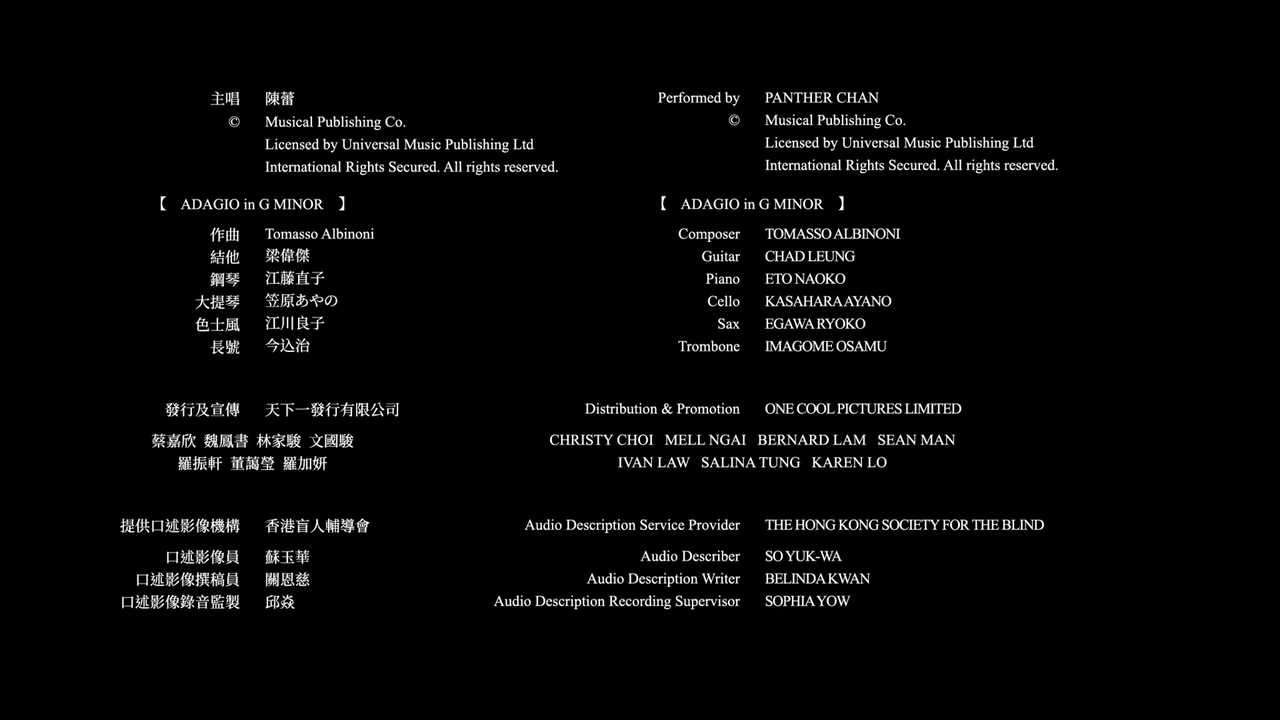 主唱 陳蕾 Performed by PANTHER CHAN
© Musical Publishing Co. © Musical Publishing Co.
Licensed by Universal Music Publishing Ltd Licensed by Universal Music Publishing Ltd
International Rights Secured. All rights reserved. International Rights Secured. All rights reserved.
【 ADAGIO in G MINOR 】 【 ADAGIO in G MINOR 】
作曲 Tomasso Albinoni Composer TOMASSO ALBINONI
結他 梁偉傑 Guitar CHAD LEUNG
鋼琴 江藤直子 Piano ETO NAOKO
大提琴 笠原あやの Cello KASAHARA AYANO
色士風 江川良子 Sax EGAWA RYOKO
長號 今込治 Trombone IMAGOME OSAMU
發行及宣傳 天下一發行有限公司 Distribution & Promotion ONE COOL PICTURES LIMITED
蔡嘉欣 魏鳳書 林家駿 文國駿 CHRISTY CHOI MELL NGAI BERNARD LAM SEAN MAN
羅振軒 董藹瑩 羅加妍 IVAN LAW SALINA TUNG KAREN LO
提供口述影像機構 香港盲人輔導會 Audio Description Service Provider THE HONG KONG SOCIETY FOR THE BLIND
口述影像員 蘇玉華 Audio Describer SO YUK-WA
口述影像撰稿員 關恩慈 Audio Description Writer BELINDA KWAN
口述影像錄音監製 邱焱 Audio Description Recording Supervisor SOPHIA YOW